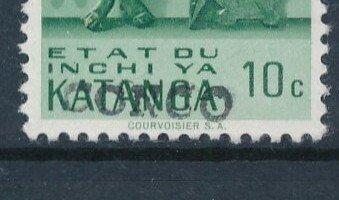 ETAT DU
INCHI YA
KATANGA 10c
CONGO
COURVOISIER S.A.